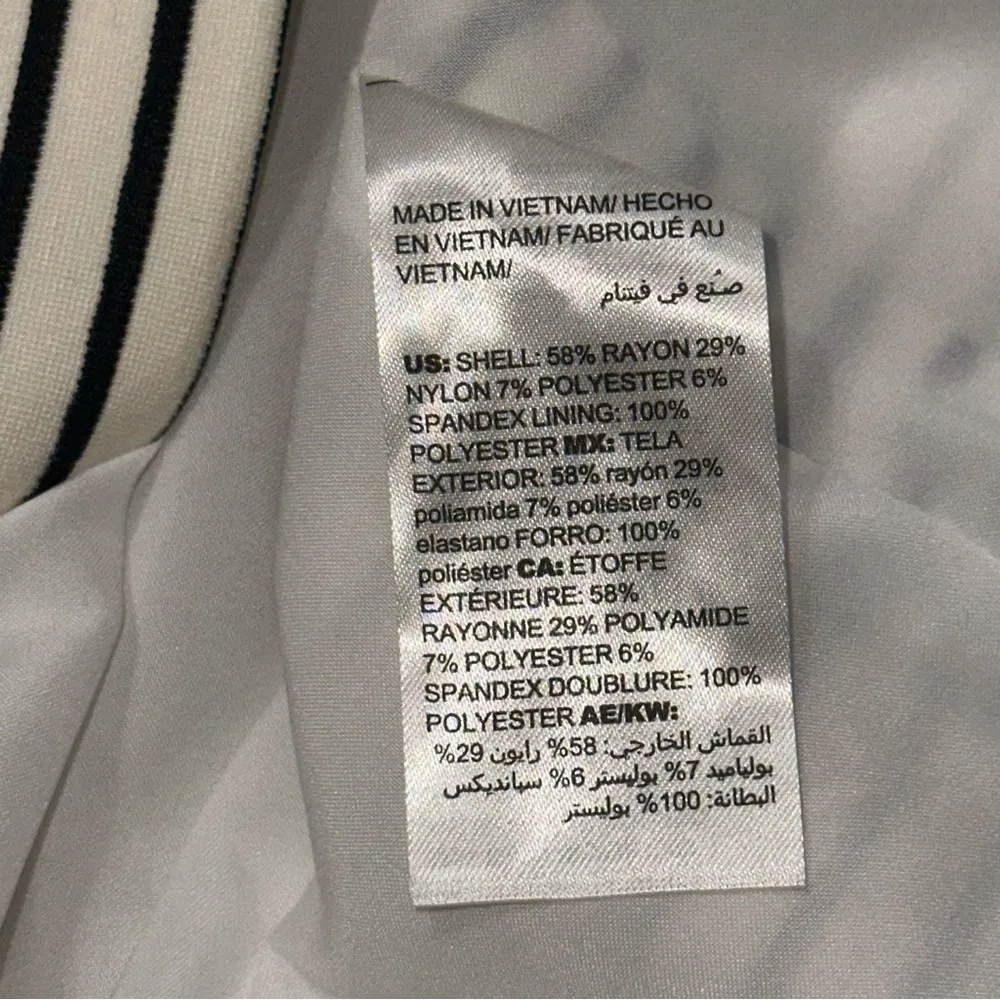 MADE IN VIETNAM/ HECHO
EN VIETNAM/ FABRIQUÉ AU
VIETNAM/
صُنع في فيتنام
US: SHELL: 58% RAYON 29%
NYLON 7% POLYESTER 6%
SPANDEX LINING: 100%
POLYESTER MX: TELA
EXTERIOR: 58% rayón 29%
poliamida 7% poliéster 6%
elastano FORRO: 100%
poliéster CA: ÉTOFFE
EXTÉRIEURE: 58%
RAYONNE 29% POLYAMIDE
7% POLYESTER 6%
SPANDEX DOUBLURE: 100%
POLYESTER AE/KW:
القماش الخارجي: 58% رايون 29%
بولياميد 7% بوليستر 6% سباندیكس
البطانة: 100% بوليستر